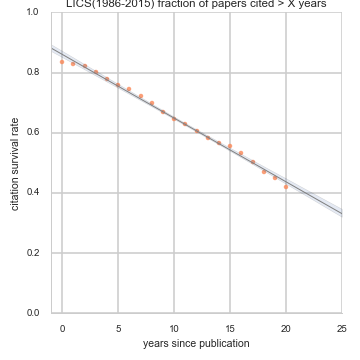 LICS(1986-2015) fraction of papers cited > X years
1.0
0.8
0.6
0.4
0.2
0.0
citation survival rate
0 5 10 15 20 25
years since publication